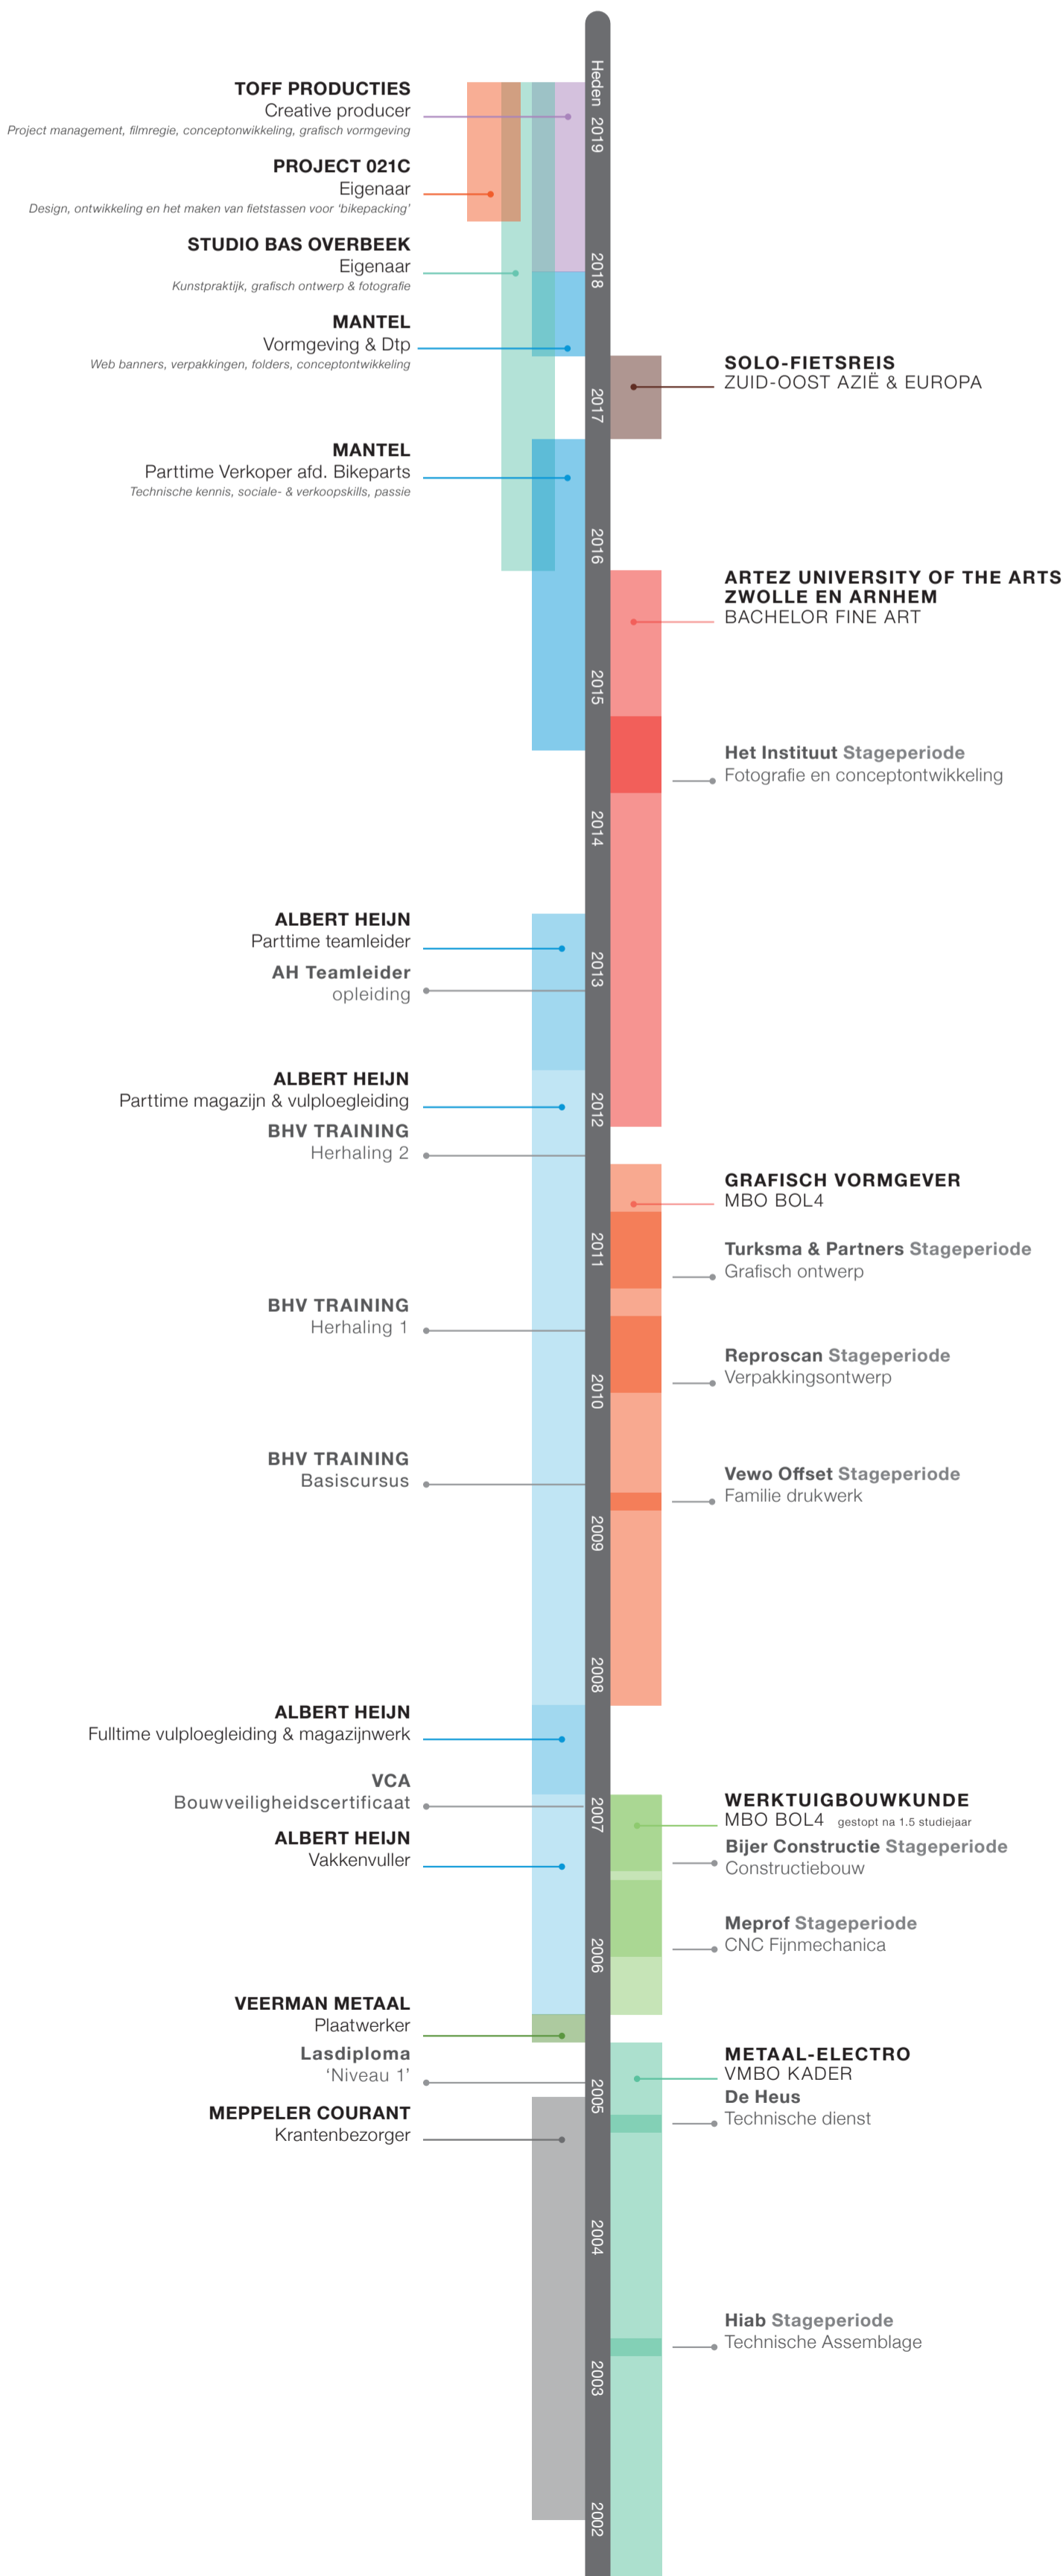 Heden
2019
TOFF PRODUCTIES
Creative producer
Project management, filmregie, conceptonwikkeling, grafisch vormgeving
PROJECT 021C
Eigenaar
Design, ontwikkeling en het maken van fietstassen voor ‘bikepacking’
STUDIO BAS OVERBEEK
Eigenaar
Kunstpraktijk, grafisch ontwerp & fotografie
2018
MANTEL
Vormgeving & Dtp
Web banners, verpakkingen, folders, conceptontwikkeling
SOLO-FIETSREIS
ZUID-OOST AZIË & EUROPA
2017
MANTEL
Parttime Verkoper afd. Bikeparts
Technische kennis, sociale- & verkoopskills, passie
2016
ARTEZ UNIVERSITY OF THE ARTS
ZWOLLE EN ARNHEM
BACHELOR FINE ART
2015
Het Instituut Stageperiode
Fotografie en conceptontwikkeling
2014
ALBERT HEIJN
Parttime teamleider
AH Teamleider
opleiding
2013
ALBERT HEIJN
Parttime magazijn & vulploegleiding
2012
BHV TRAINING
Herhaling 2
GRAFISCH VORMGEVER
MBO BOL4
2011
Turksma & Partners Stageperiode
Grafisch ontwerp
BHV TRAINING
Herhaling 1
Reproscan Stageperiode
Verpakkingsontwerp
2010
BHV TRAINING
Basiscursus
Vewo Offset Stageperiode
Familie drukwerk
2009
2008
ALBERT HEIJN
Fulltime vulploegleiding & magazijnwerk
VCA
Bouwveiligheidscertificaat
2007
WERKTUIGBOUWKUNDE
MBO BOL4 gestopt na 1.5 studiejaar
Bijer Constructie Stageperiode
Constructiebouw
ALBERT HEIJN
Vakkenvuller
Meprof Stageperiode
CNC Fijnmechanica
2006
VEERMAN METAAL
Plaatwerker
Lasdiploma
‘Niveau 1’
METAAL-ELECTRO
VMBO KADER
De Heus
Technische dienst
2005
MEPPELER COURANT
Krantenbezorger
2004
Hiab Stageperiode
Technische Assemblage
2003
2002